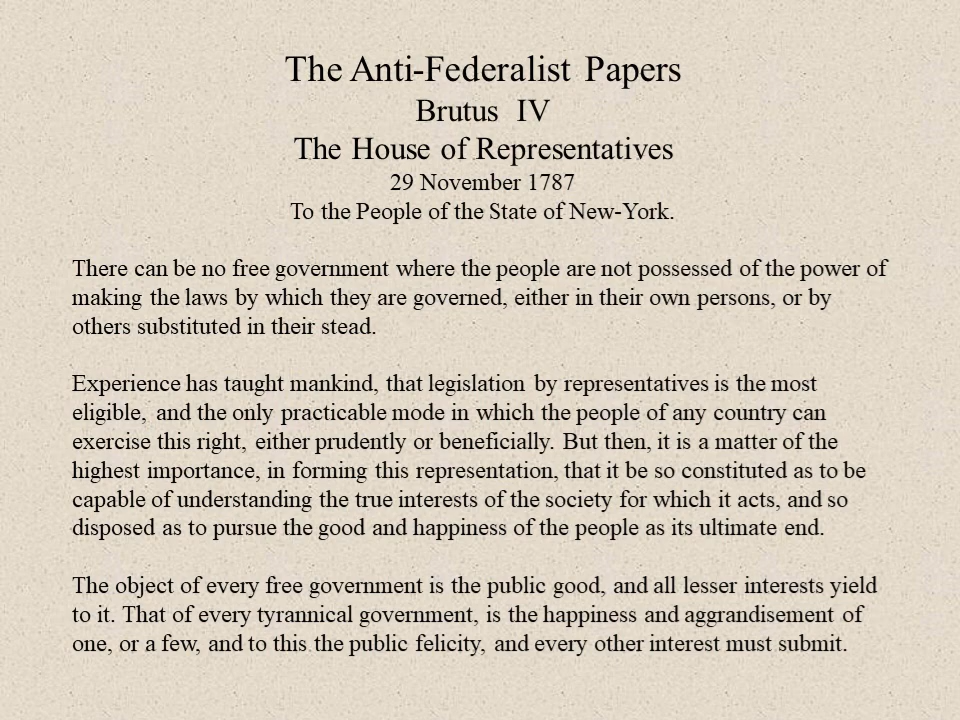 The Anti-Federalist Papers
Brutus IV
The House of Representatives
29 November 1787
To the People of the State of New-York.
There can be no free government where the people are not possessed of the power of
making the laws by which they are governed, either in their own persons, or by
others substituted in their stead.
Experience has taught mankind, that legislation by representatives is the most
eligible, and the only practicable mode in which the people of any country can
exercise this right, either prudently or beneficially. But then, it is a matter of the
highest importance, in forming this representation, that it be so constituted as to be
capable of understanding the true interests of the society for which it acts, and so
disposed as to pursue the good and happiness of the people as its ultimate end.
The object of every free government is the public good, and all lesser interests yield
to it. That of every tyrannical government, is the happiness and aggrandisement of
one, or a few, and to this the public felicity, and every other interest must submit.